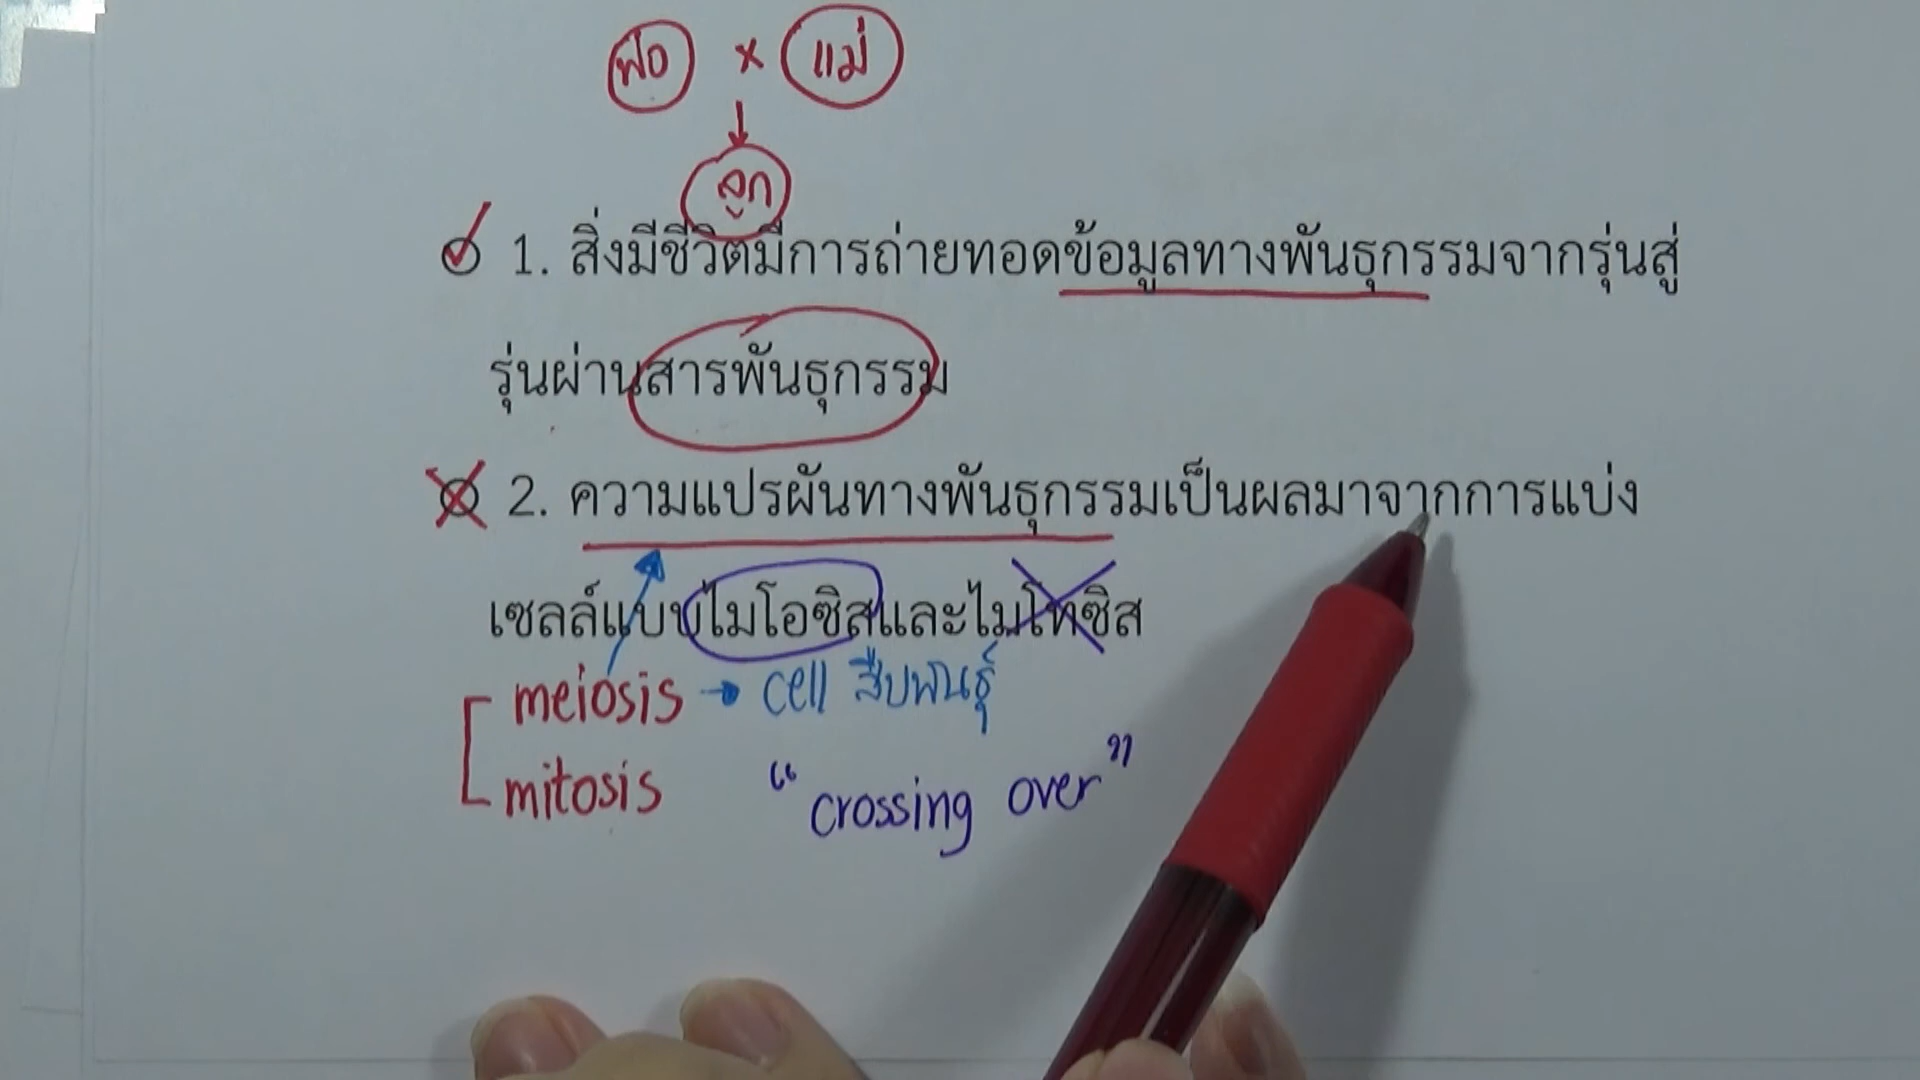 พ่อ × แม่
ลูก
1. สิ่งมีชีวิตมีการถ่ายทอดข้อมูลทางพันธุกรรมจากรุ่นสู่
รุ่นผ่านสารพันธุกรรม
2. ความแปรผันทางพันธุกรรมเป็นผลมาจากการแบ่ง
เซลล์แบบไมโอซิสและไมโทซิส
meiosis → cell สืบพันธุ์
mitosis "crossing over"